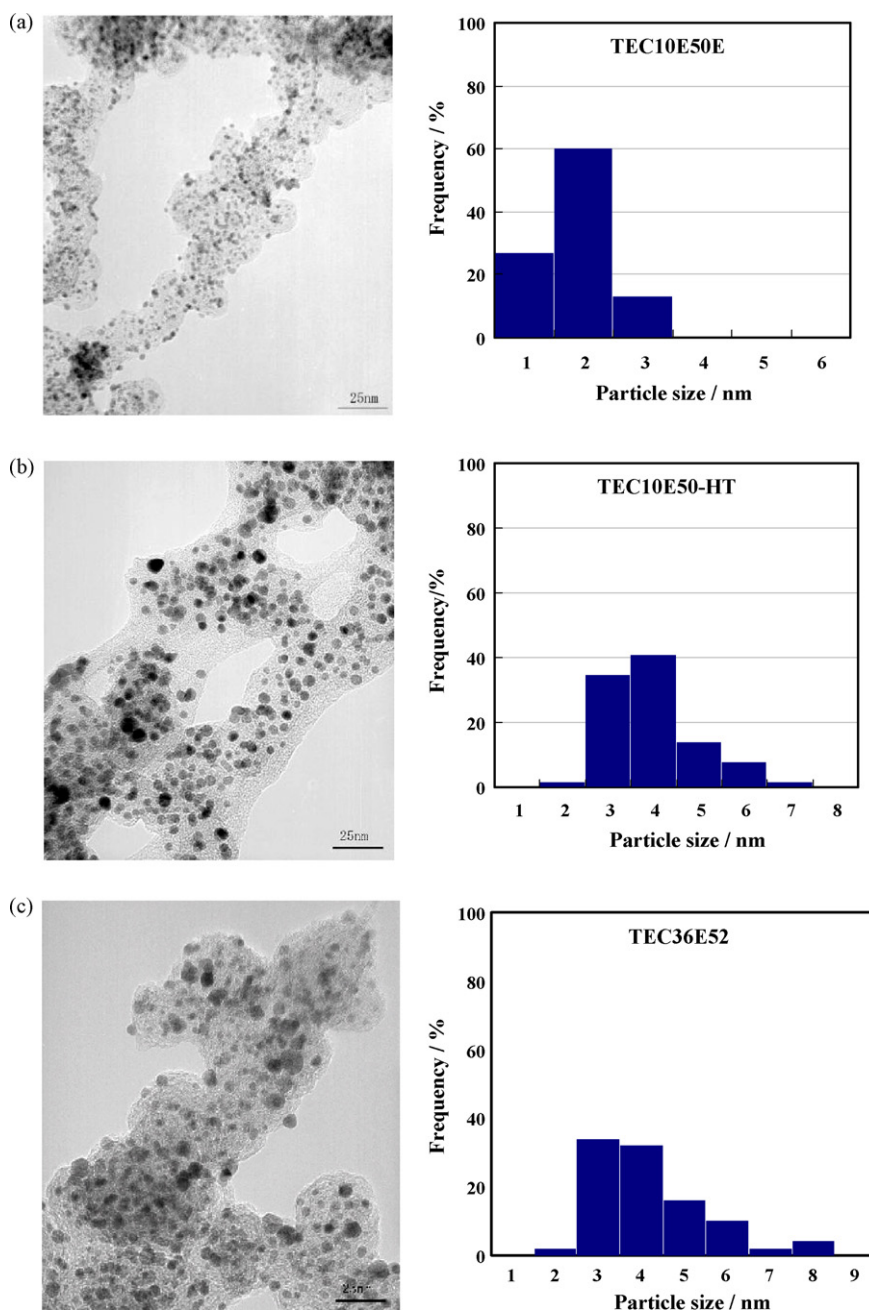 (a)
TEC10E50E
100
80
60
40
20
0
Frequency / %
1 2 3 4 5 6
Particle size / nm
25nm
(b)
TEC10E50-HT
100
80
60
40
20
0
Frequency/%
1 2 3 4 5 6 7 8
Particle size / nm
25nm
(c)
TEC36E52
100
80
60
40
20
0
Frequency / %
1 2 3 4 5 6 7 8 9
Particle size / nm
25nm